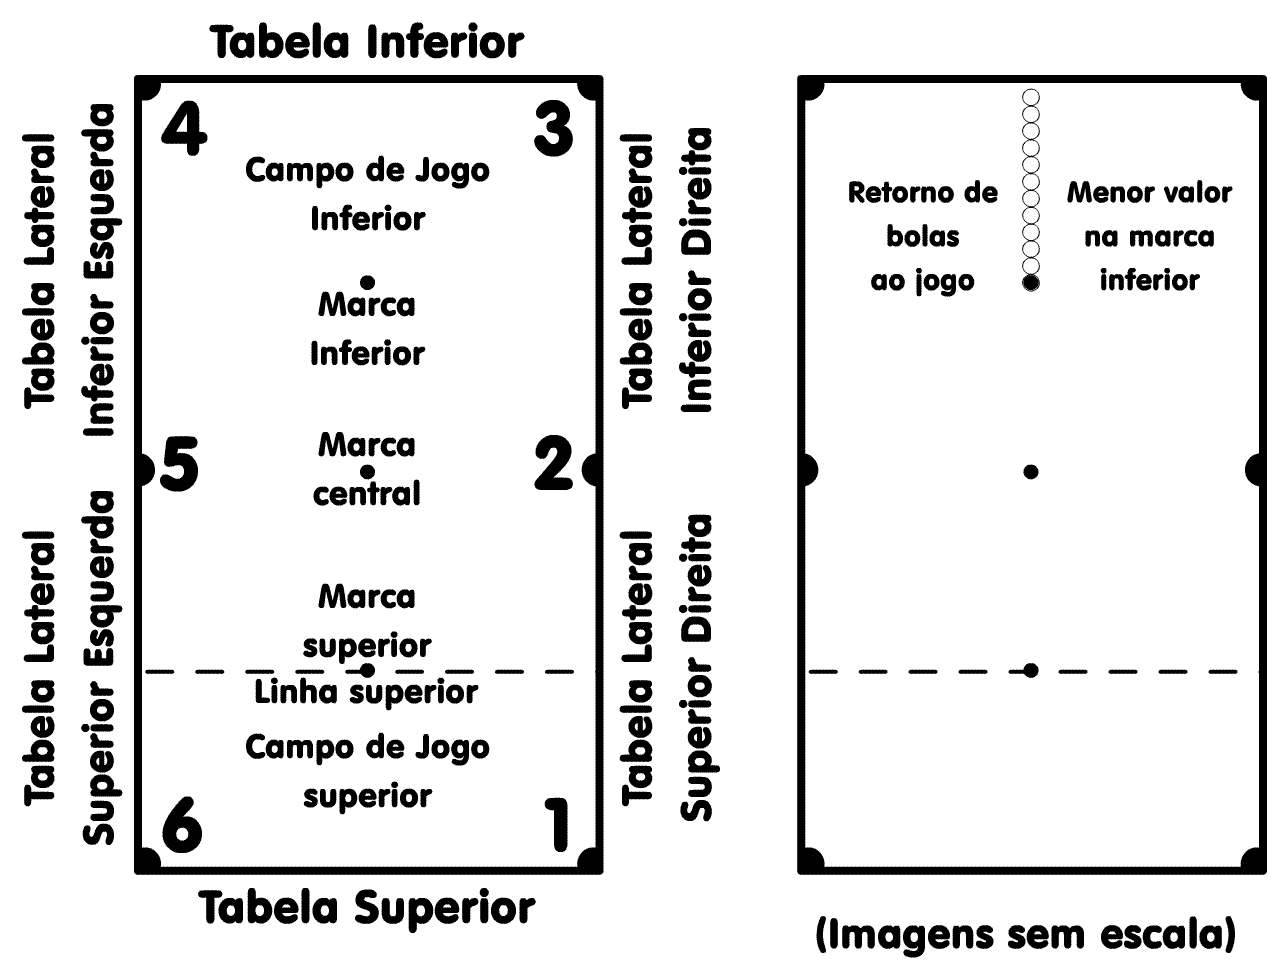 Tabela Inferior
4
3
Campo de Jogo
Inferior
Tabela Lateral
Inferior Esquerda
Tabela Lateral
Inferior Direita
Marca
Inferior
5
Marca
central
2
Tabela Lateral
Superior Esquerda
Tabela Lateral
Superior Direita
Marca
superior
Linha superior
Campo de Jogo
superior
6
1
Tabela Superior
Retorno de
bolas
ao jogo
Menor valor
na marca
inferior
(Imagens sem escala)